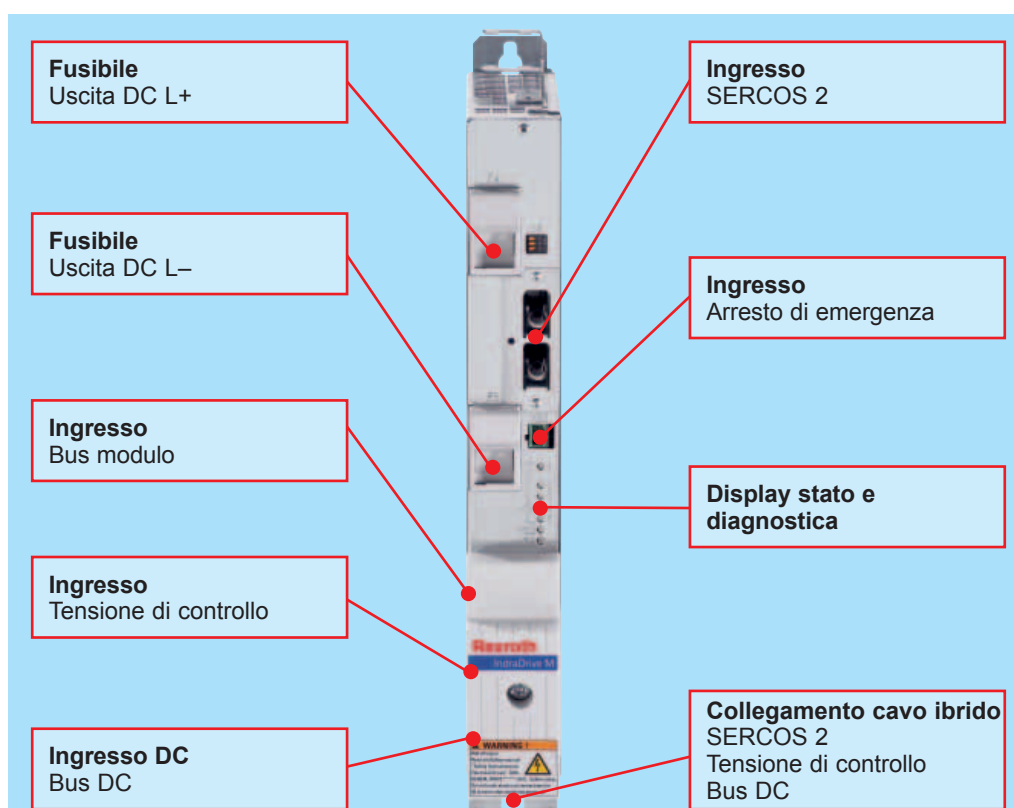 Fusibile
Uscita DC L+
Fusibile
Uscita DC L–
Ingresso
Bus modulo
Ingresso
Tensione di controllo
Ingresso DC
Bus DC
Ingresso
SERCOS 2
Ingresso
Arresto di emergenza
Display stato e
diagnostica
Collegamento cavo ibrido
SERCOS 2
Tensione di controllo
Bus DC
Rexroth
IndraDrive M
WARNING !